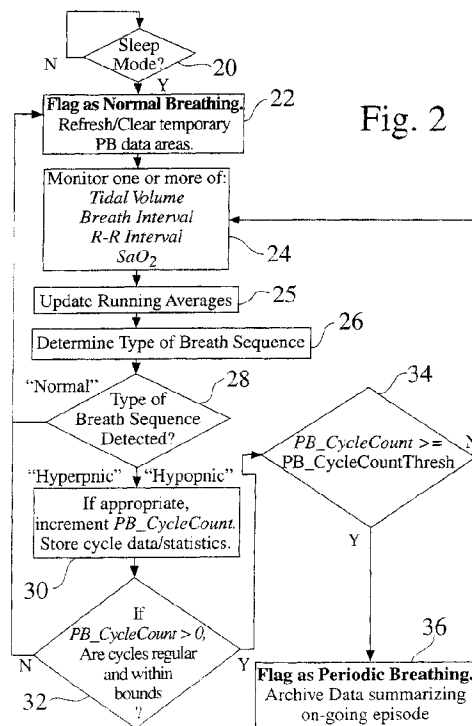 Sleep
Mode?
N
20
Y
Flag as Normal Breathing.
Refresh/Clear temporary
PB data areas.
22
Fig. 2
Monitor one or more of:
Tidal Volume
Breath Interval
R-R Interval
SaO2
24
Update Running Averages
25
Determine Type of Breath Sequence
26
"Normal"
28
Type of
Breath Sequence
Detected?
"Hyperpnic"
"Hypopnic"
34
PB_CycleCount >=
PB_CycleCountThresh
N
Y
If appropriate,
increment PB_CycleCount.
Store cycle data/statistics.
30
If
PB_CycleCount > 0,
Are cycles regular
and within
bounds
?
N
Y
32
36
Flag as Periodic Breathing.
Archive Data summarizing
on-going episode